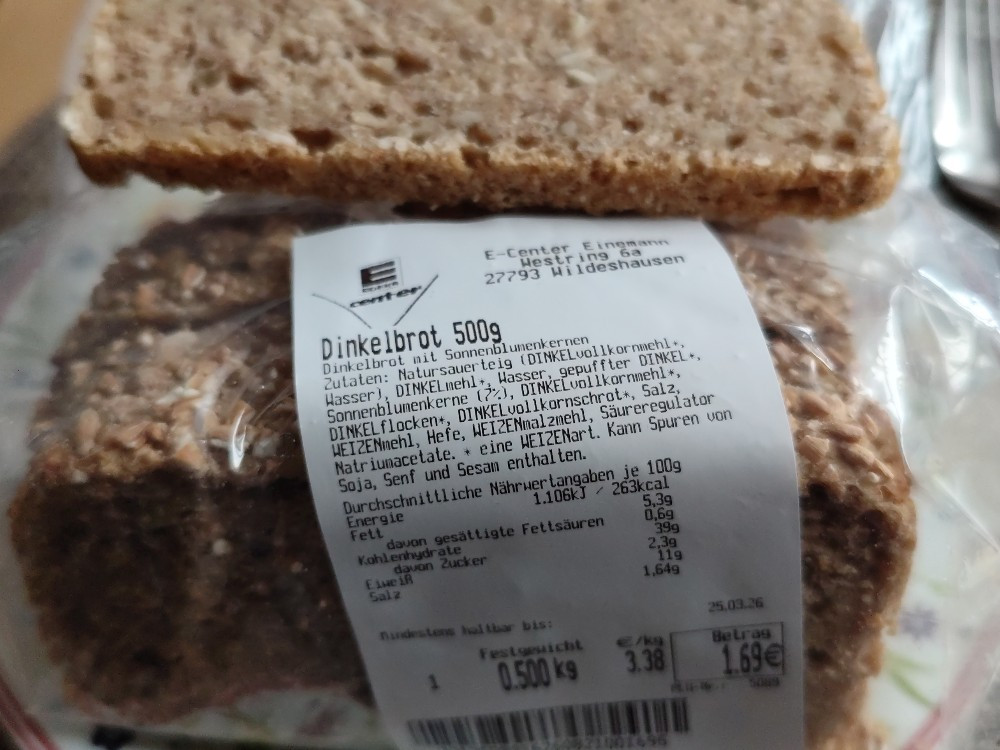 E
center
E-Center Eingmann
Westring 6a
27793 Wildeshausen
Dinkelbrot 500g
Dinkelbrot mit Sonnenblumenkernen
Zutaten: Natursauerteig (DINKELvollkornmehl*,
Wasser), DINKELmehl*, Wasser, gepuffter DINKEL*,
Sonnenblumenkerne (7%), DINKELvollkornmehl*,
DINKELflocken*, DINKELvollkornschrot*, Salz,
WEIZENmehl, Hefe, WEIZENmalzmehl, Säureregulator
Natriumacetate. * eine WEIZENart. Kann Spuren von
Soja, Senf und Sesam enthalten.
Durchschnittliche Nährwertangaben je 100g
Energie 1.106kJ / 263kcal
Fett 5,3g
davon gesättigte Fettsäuren 0,6g
Kohlenhydrate 39g
davon Zucker 2,3g
Eiweiß 11g
Salz 1,64g
mindestens haltbar bis: 25.03.26
Festgewicht €/kg Betrag
1 0.500 kg 3.38 1.69€